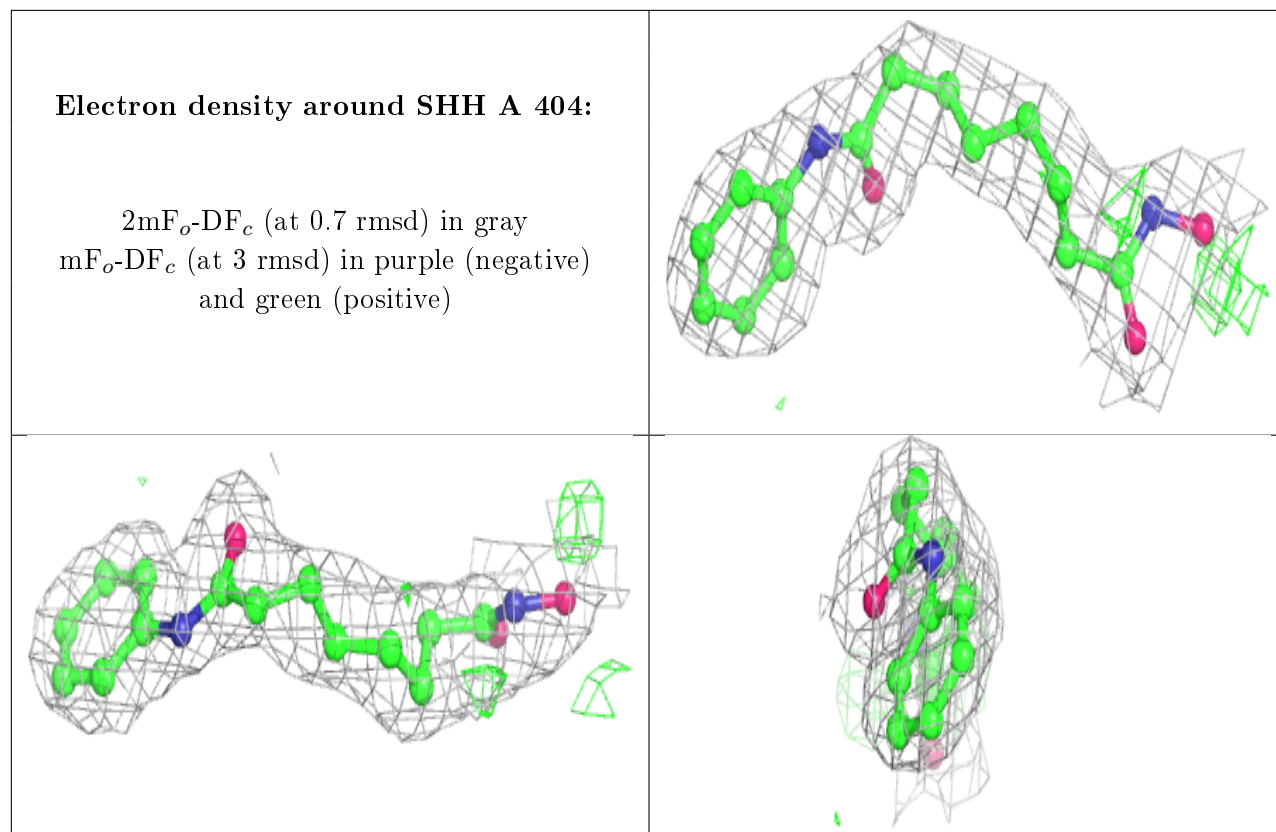 Electron density around SHH A 404:
2mFₒ-DF𝒸 (at 0.7 rmsd) in gray
mFₒ-DF𝒸 (at 3 rmsd) in purple (negative)
and green (positive)